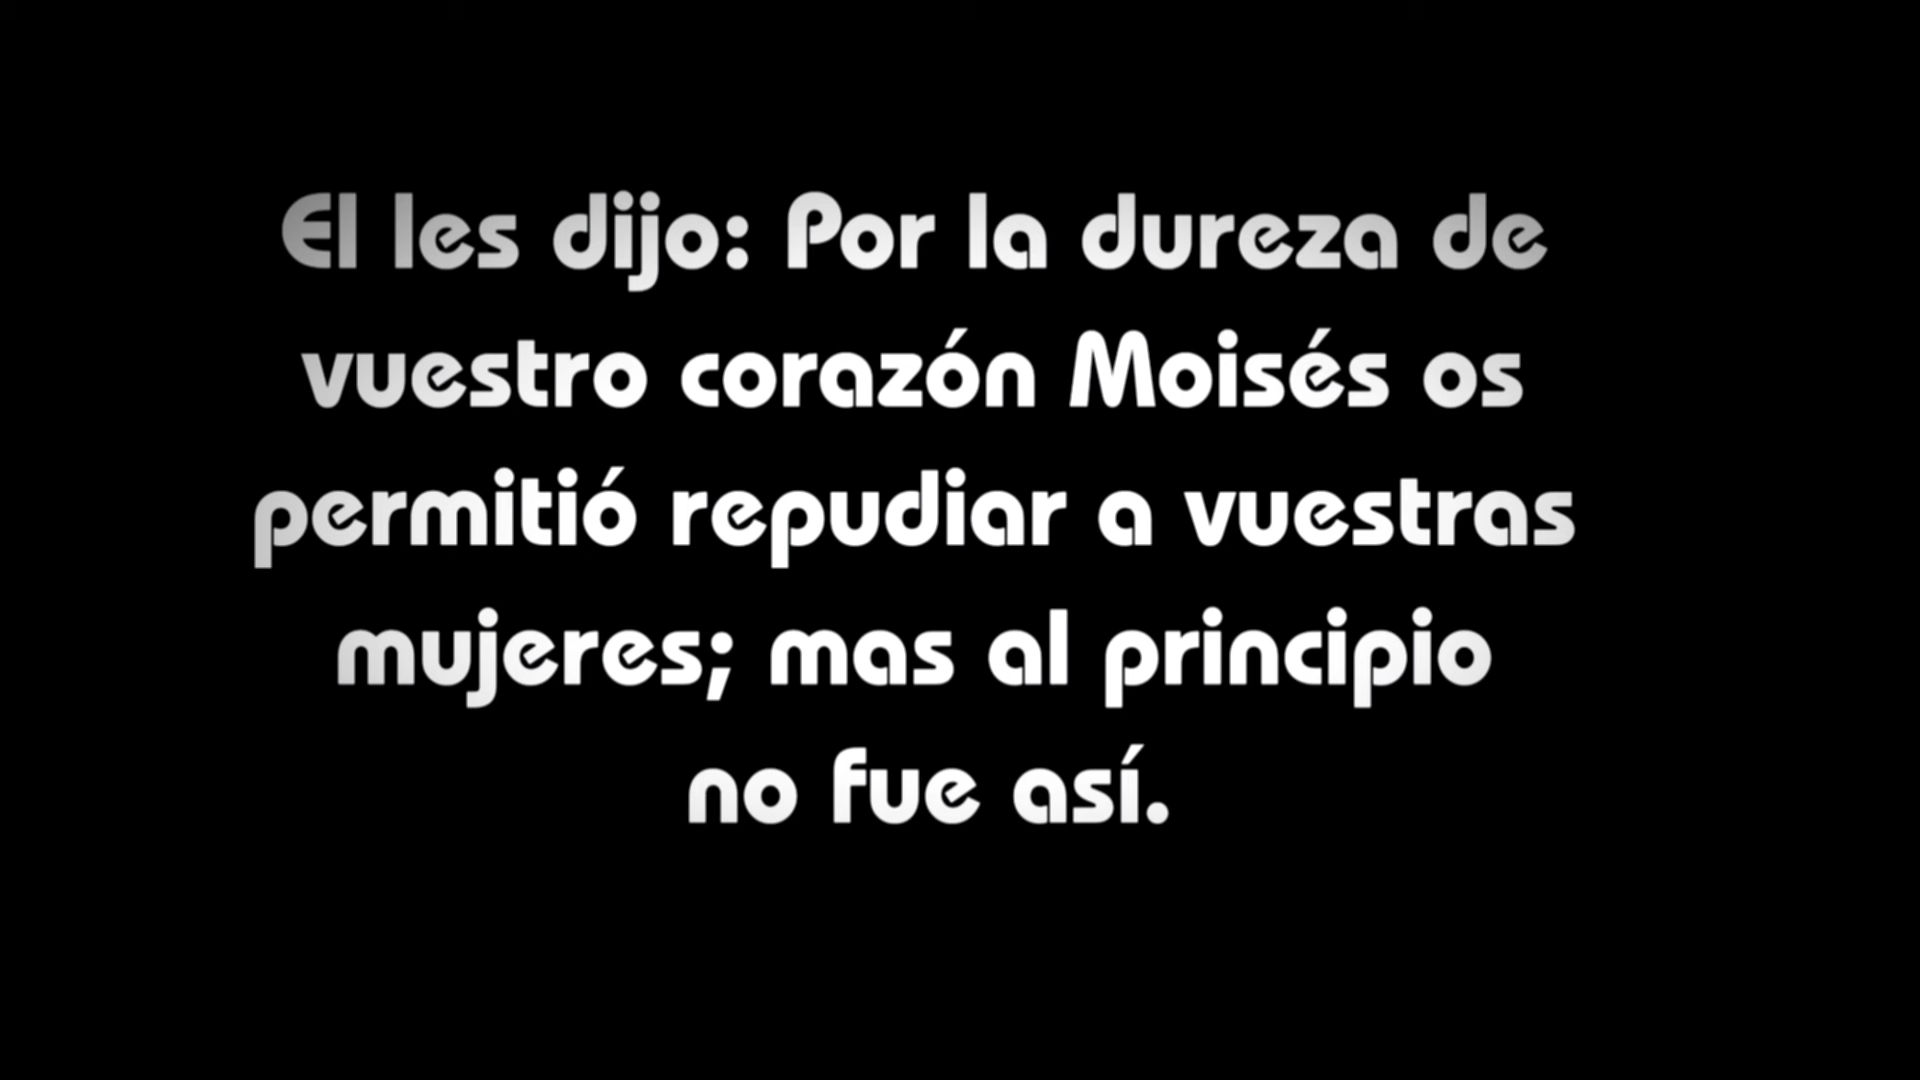 El les dijo: Por la dureza de
vuestro corazón Moisés os
permitió repudiar a vuestras
mujeres; mas al principio
no fue así.